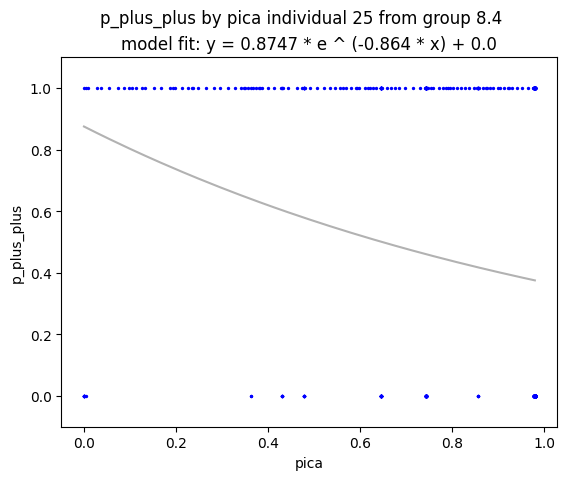 p_plus_plus by pica individual 25 from group 8.4
model fit: y = 0.8747 * e ^ (-0.864 * x) + 0.0
1.0
0.8
0.6
0.4
0.2
0.0
p_plus_plus
0.0 0.2 0.4 0.6 0.8 1.0
pica